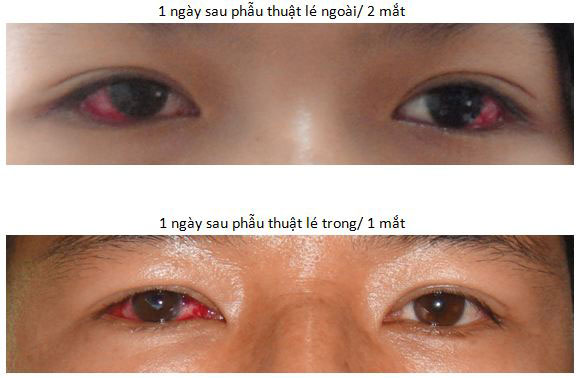 1 ngày sau phẫu thuật lé ngoài/ 2 mắt
1 ngày sau phẫu thuật lé trong/ 1 mắt